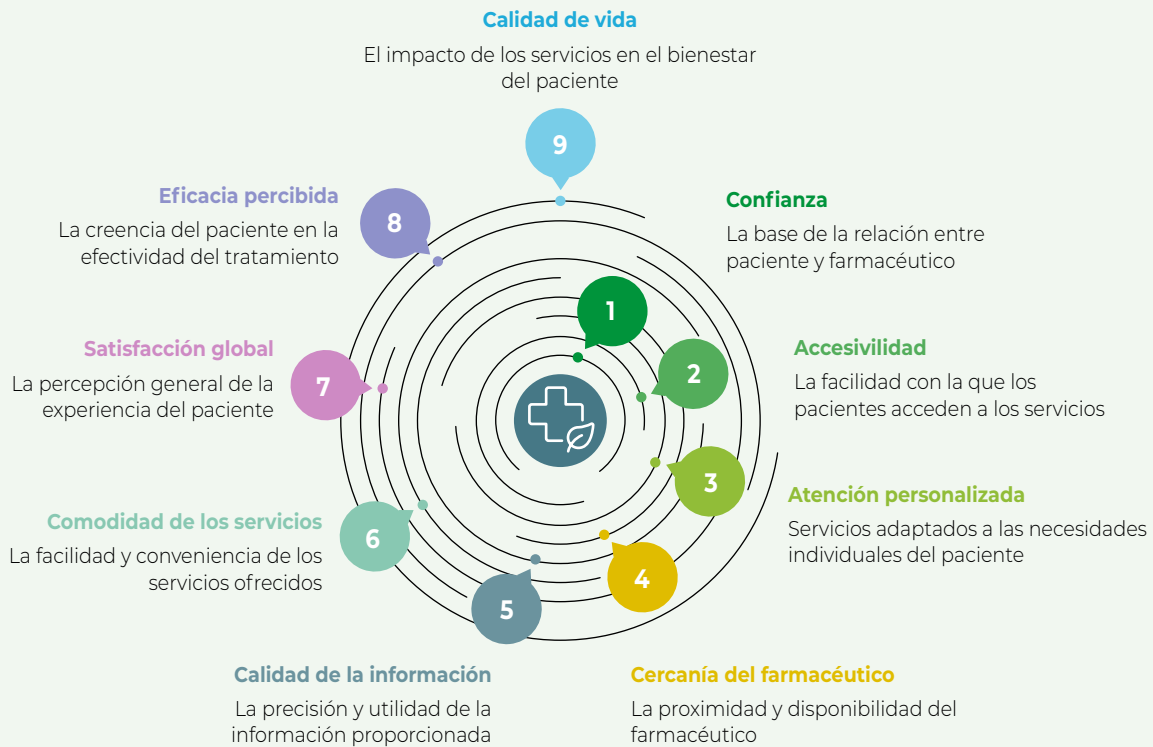 Calidad de vida
El impacto de los servicios en el bienestar
del paciente
9
Eficacia percibida
La creencia del paciente en la
efectividad del tratamiento
8
Confianza
La base de la relación entre
paciente y farmacéutico
1
Satisfacción global
La percepción general de la
experiencia del paciente
7
Accesivilidad
La facilidad con la que los
pacientes acceden a los servicios
2
3
Atención personalizada
Servicios adaptados a las necesidades
individuales del paciente
Comodidad de los servicios
La facilidad y conveniencia de los
servicios ofrecidos
6
4
5
Calidad de la información
La precisión y utilidad de la
información proporcionada
Cercanía del farmacéutico
La proximidad y disponibilidad del
farmacéutico